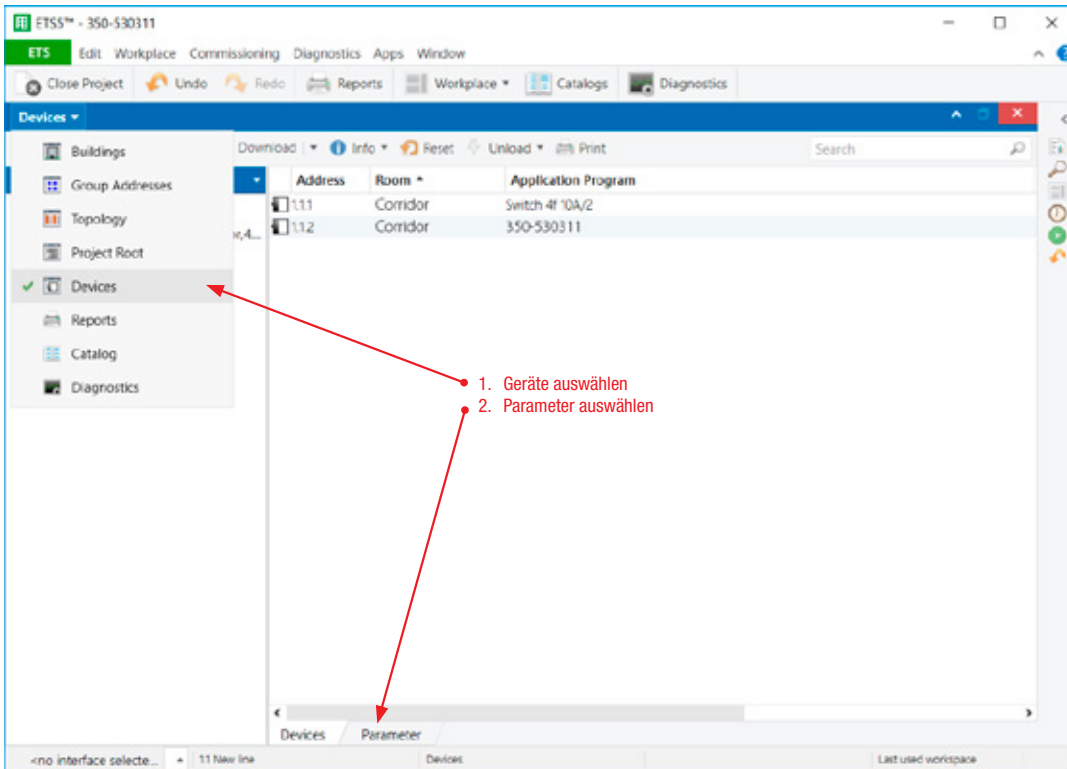 ETS5™ - 350-530311
ETS Edit Workplace Commissioning Diagnostics Apps Window
Close Project Undo Redo Reports Workplace Catalogs Diagnostics
Devices
Download Info Reset Unload Print Search
Buildings
Group Addresses
Topology
Project Root
Devices
Reports
Catalog
Diagnostics
Address Room Application Program
1.1.1 Corridor Switch 4f 10A/2
1.1.2 Corridor 350-530311
1. Geräte auswählen
2. Parameter auswählen
Devices Parameter
<no interface selecte... 1.1 New line Devices Last used workspace